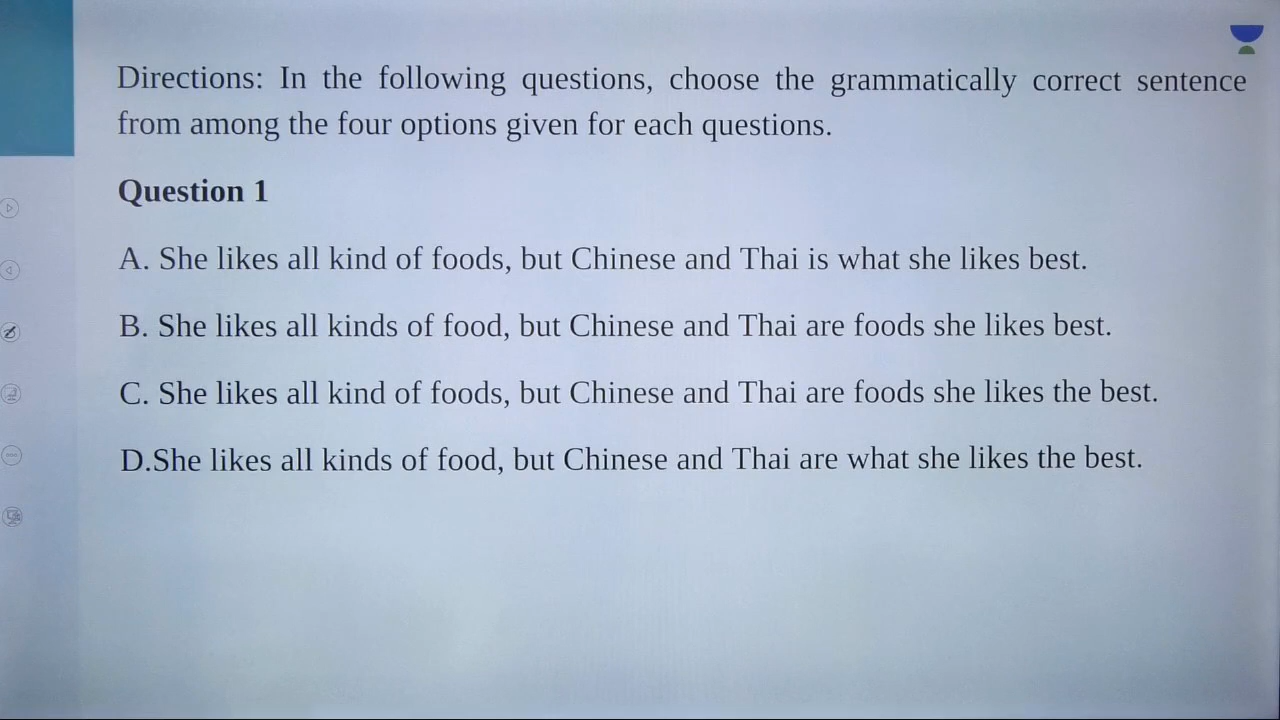 Directions: In the following questions, choose the grammatically correct sentence
from among the four options given for each questions.
Question 1
A. She likes all kind of foods, but Chinese and Thai is what she likes best.
B. She likes all kinds of food, but Chinese and Thai are foods she likes best.
C. She likes all kind of foods, but Chinese and Thai are foods she likes the best.
D.She likes all kinds of food, but Chinese and Thai are what she likes the best.